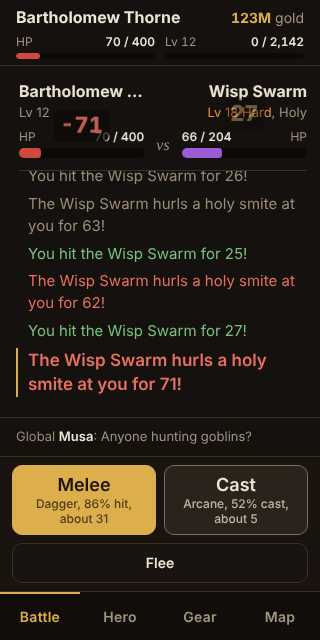 Bartholomew Thorne 123M gold
HP 70 / 400 Lv 12 0 / 2,142
Bartholomew ... Wisp Swarm
Lv 12 Lv 13 Hard, Holy
-71 27
HP 70 / 400 vs 66 / 204 HP
You hit the Wisp Swarm for 26!
The Wisp Swarm hurls a holy smite at
you for 63!
You hit the Wisp Swarm for 25!
The Wisp Swarm hurls a holy smite at
you for 62!
You hit the Wisp Swarm for 27!
The Wisp Swarm hurls a holy
smite at you for 71!
Global Musa: Anyone hunting goblins?
Melee Cast
Dagger, 86% hit, Arcane, 52% cast,
about 31 about 5
Flee
Battle Hero Gear Map